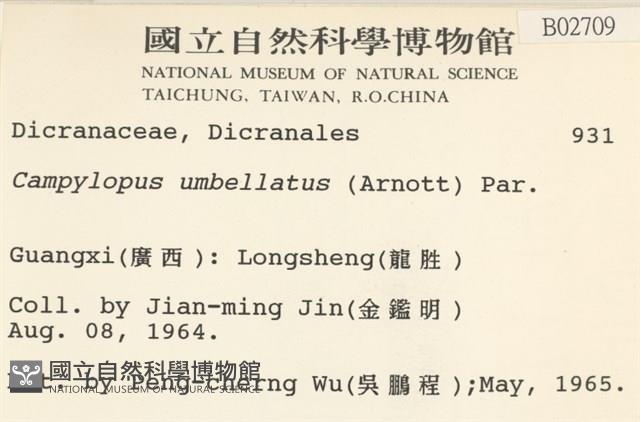 B02709
國立自然科學博物館
NATIONAL MUSEUM OF NATURAL SCIENCE
TAICHUNG, TAIWAN, R.O.CHINA
Dicranaceae, Dicranales 931
Campylopus umbellatus (Arnott) Par.
Guangxi(廣西): Longsheng(龍胜)
Coll. by Jian-ming Jin(金鑑明)
Aug. 08, 1964.
by Peng-cherng Wu(吳鵬程);May, 1965.
國立自然科學博物館
NATIONAL MUSEUM OF NATURAL SCIENCE